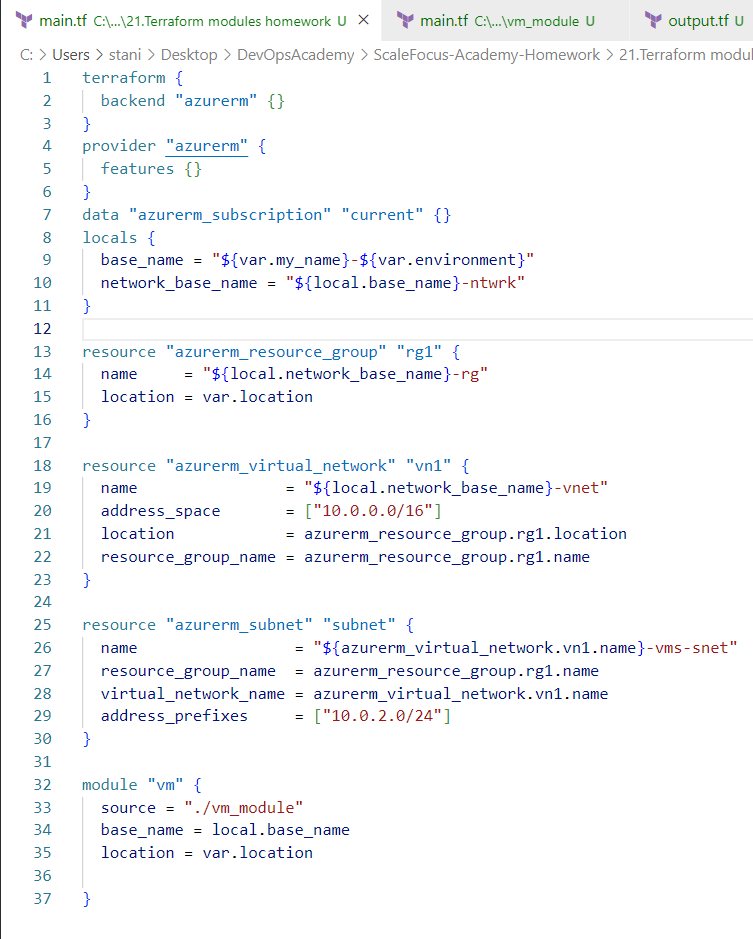 main.tf C:\...\21.Terraform modules homework U × main.tf C:\...\vm_module U output.tf U
C: > Users > stani > Desktop > DevOpsAcademy > ScaleFocus-Academy-Homework > 21.Terraform modul
1 terraform {
2   backend "azurerm" {}
3 }
4 provider "azurerm" {
5   features {}
6 }
7 data "azurerm_subscription" "current" {}
8 locals {
9   base_name = "${var.my_name}-${var.environment}"
10   network_base_name = "${local.base_name}-ntwrk"
11 }
12
13 resource "azurerm_resource_group" "rg1" {
14   name     = "${local.network_base_name}-rg"
15   location = var.location
16 }
17
18 resource "azurerm_virtual_network" "vn1" {
19   name                = "${local.network_base_name}-vnet"
20   address_space       = ["10.0.0.0/16"]
21   location            = azurerm_resource_group.rg1.location
22   resource_group_name = azurerm_resource_group.rg1.name
23 }
24
25 resource "azurerm_subnet" "subnet" {
26   name                 = "${azurerm_virtual_network.vn1.name}-vms-snet"
27   resource_group_name  = azurerm_resource_group.rg1.name
28   virtual_network_name = azurerm_virtual_network.vn1.name
29   address_prefixes     = ["10.0.2.0/24"]
30 }
31
32 module "vm" {
33   source = "./vm_module"
34   base_name = local.base_name
35   location = var.location
36
37 }